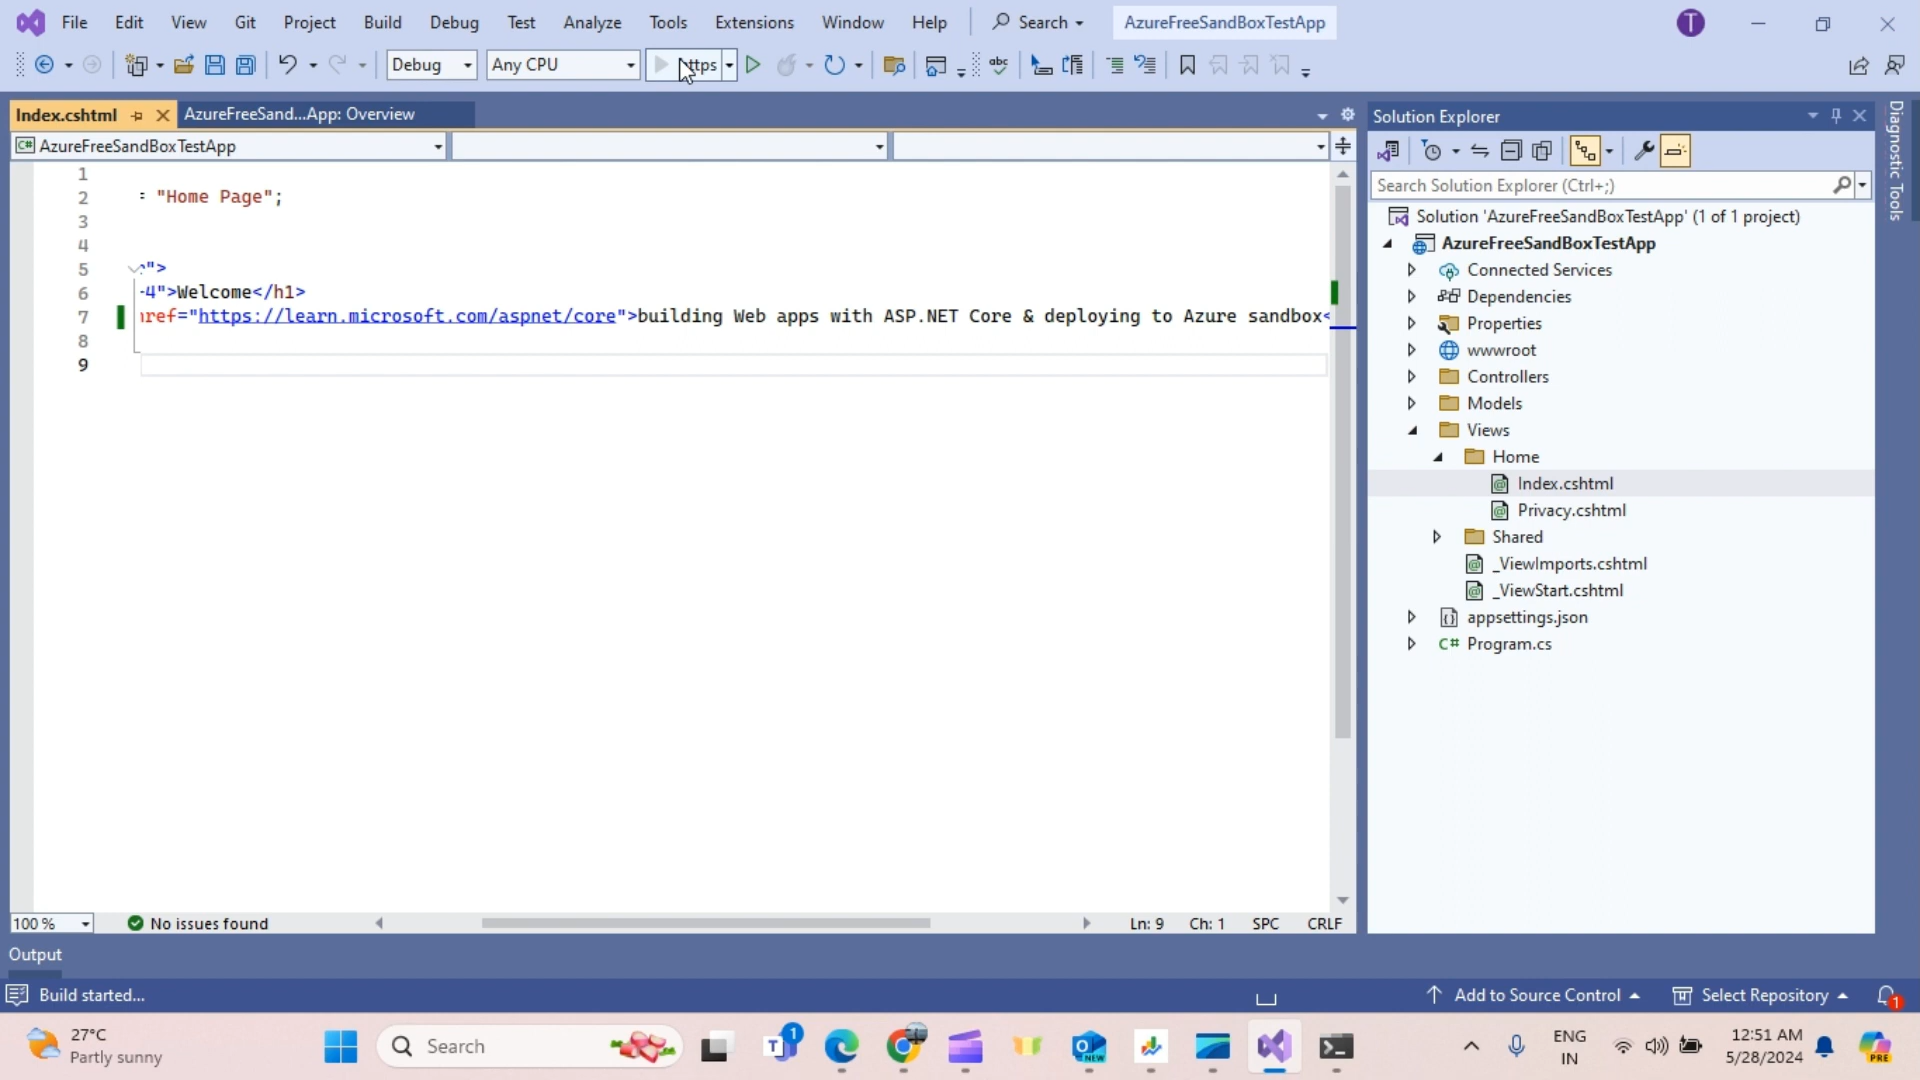 File Edit View Git Project Build Debug Test Analyze Tools Extensions Window Help Search AzureFreeSandBoxTestApp T
Debug Any CPU https abc
Index.cshtml AzureFreeSand...App: Overview
AzureFreeSandBoxTestApp
1
2 = "Home Page";
3
4
5 ">
6 -4">Welcome</h1>
7 href="https://learn.microsoft.com/aspnet/core">building Web apps with ASP.NET Core & deploying to Azure sandbox<
8
9
100 % No issues found Ln: 9 Ch: 1 SPC CRLF
Solution Explorer
Search Solution Explorer (Ctrl+;)
Solution 'AzureFreeSandBoxTestApp' (1 of 1 project)
AzureFreeSandBoxTestApp
Connected Services
Dependencies
Properties
wwwroot
Controllers
Models
Views
Home
Index.cshtml
Privacy.cshtml
Shared
_ViewImports.cshtml
_ViewStart.cshtml
appsettings.json
C# Program.cs
Diagnostic Tools
Output
Build started... Add to Source Control Select Repository 1
27°C
Partly sunny
Search
1
NEW
ENG
IN
12:51 AM
5/28/2024
PRE